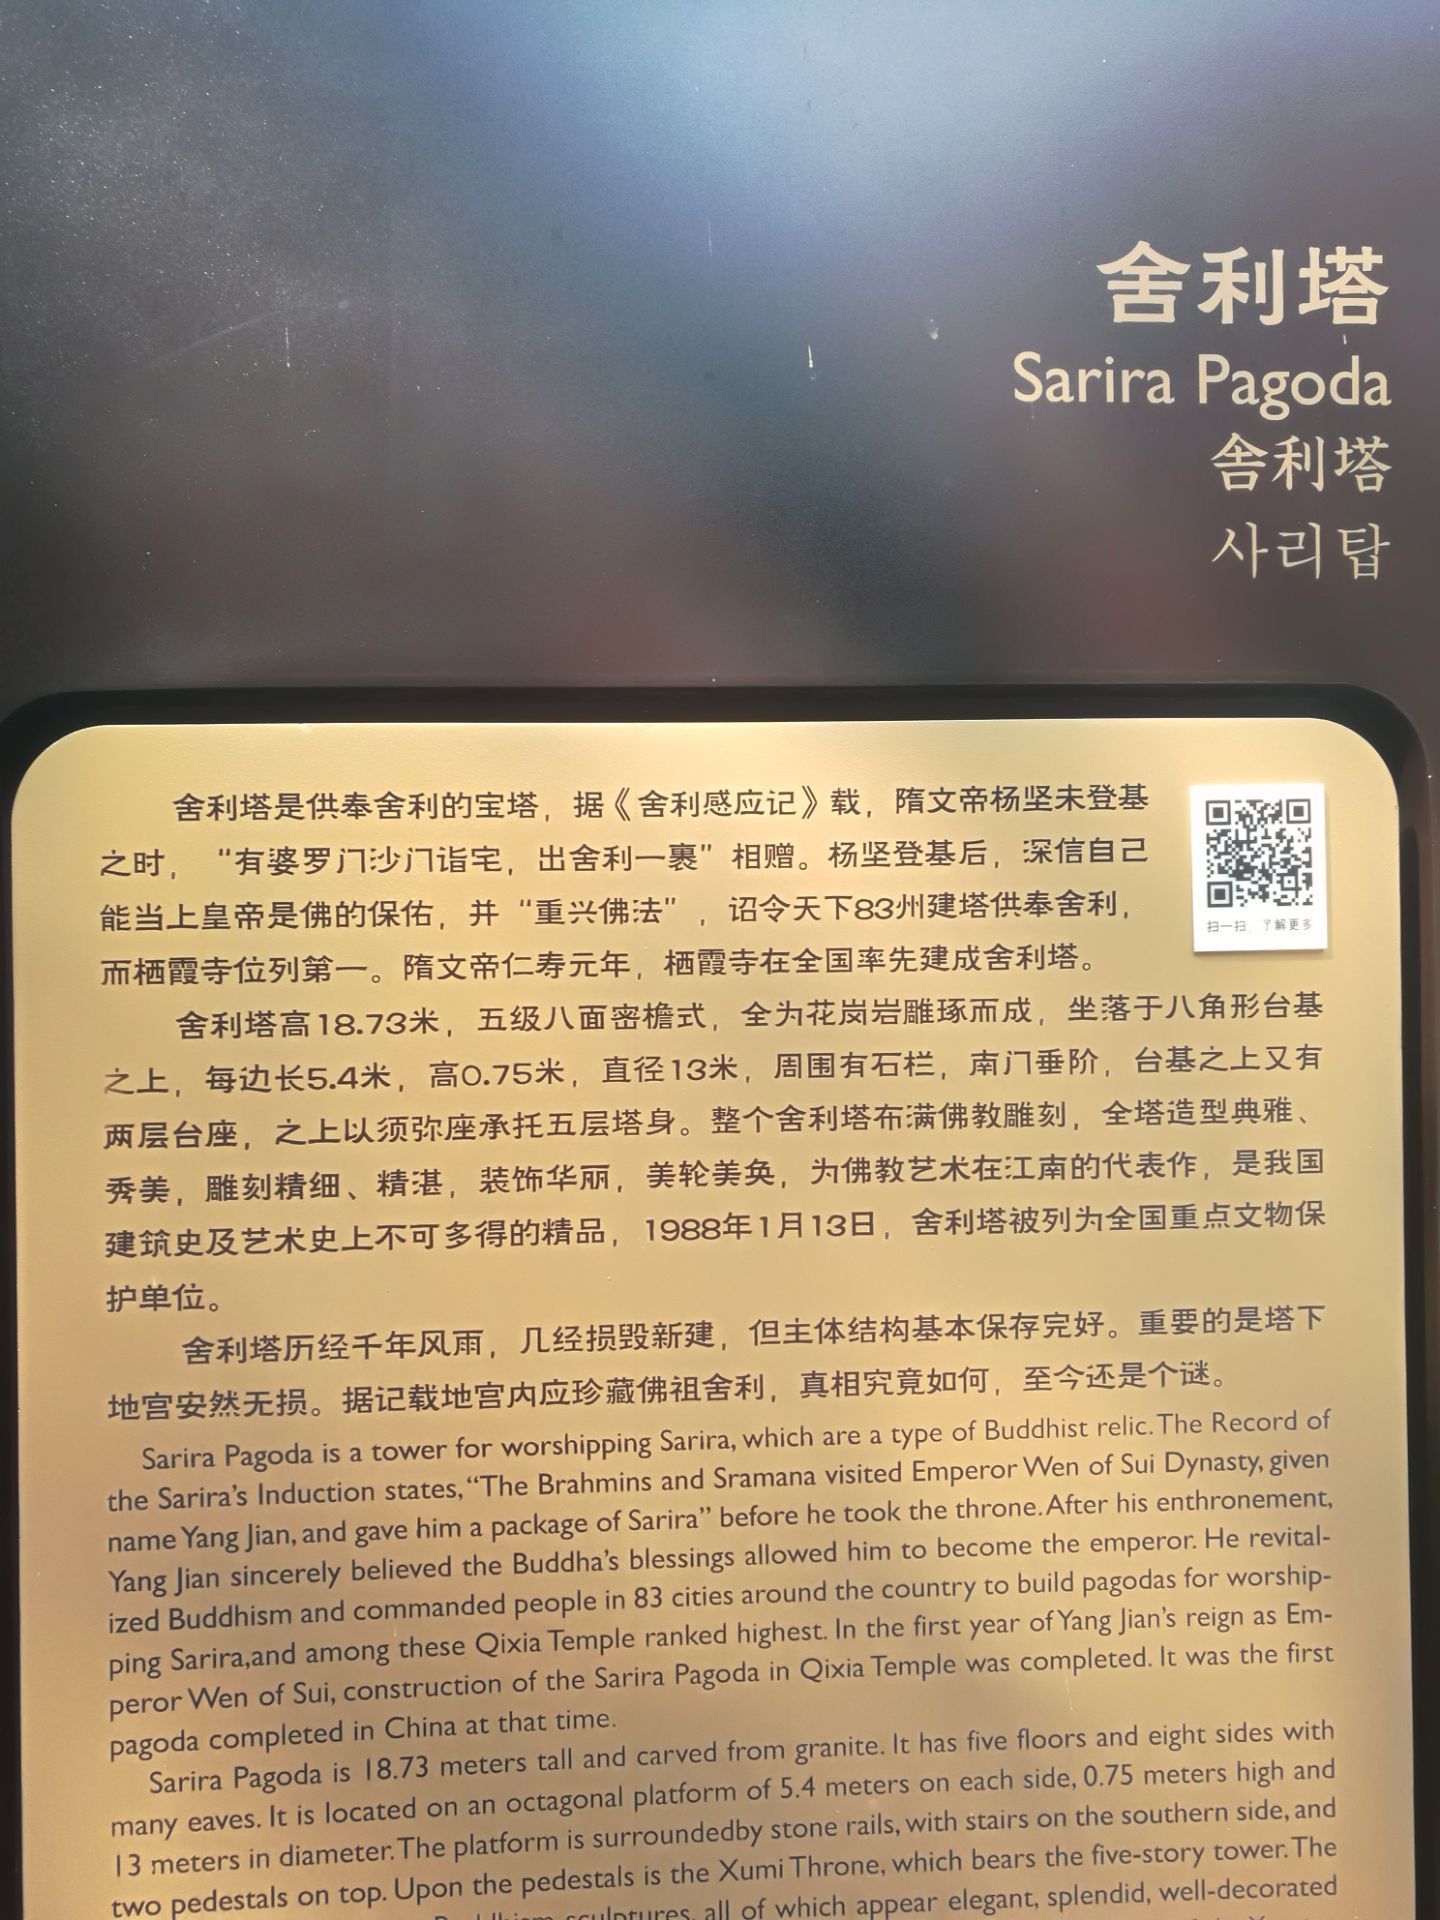 舍利塔
Sarira Pagoda
舎利塔
사리탑
舍利塔是供奉舍利的宝塔，据《舍利感应记》载，隋文帝杨坚未登基
之时，“有婆罗门沙门诣宅，出舍利一裹”相赠。杨坚登基后，深信自己
能当上皇帝是佛的保佑，并“重兴佛法”，诏令天下83州建塔供奉舍利，
而栖霞寺位列第一。隋文帝仁寿元年，栖霞寺在全国率先建成舍利塔。
扫一扫，了解更多
舍利塔高18.73米，五级八面密檐式，全为花岗岩雕琢而成，坐落于八角形台基
之上，每边长5.4米，高0.75米，直径13米，周围有石栏，南门垂阶，台基之上又有
两层台座，之上以须弥座承托五层塔身。整个舍利塔布满佛教雕刻，全塔造型典雅、
秀美，雕刻精细、精湛，装饰华丽，美轮美奂，为佛教艺术在江南的代表作，是我国
建筑史及艺术史上不可多得的精品，1988年1月13日，舍利塔被列为全国重点文物保
护单位。
舍利塔历经千年风雨，几经损毁新建，但主体结构基本保存完好。重要的是塔下
地宫安然无损。据记载地宫内应珍藏佛祖舍利，真相究竟如何，至今还是个谜。
Sarira Pagoda is a tower for worshipping Sarira, which are a type of Buddhist relic. The Record of
the Sarira’s Induction states, “The Brahmins and Sramana visited Emperor Wen of Sui Dynasty, given
name Yang Jian, and gave him a package of Sarira” before he took the throne. After his enthronement,
Yang Jian sincerely believed the Buddha’s blessings allowed him to become the emperor. He revital-
ized Buddhism and commanded people in 83 cities around the country to build pagodas for worship-
ping Sarira,and among these Qixia Temple ranked highest. In the first year of Yang Jian’s reign as Em-
peror Wen of Sui, construction of the Sarira Pagoda in Qixia Temple was completed. It was the first
pagoda completed in China at that time.
Sarira Pagoda is 18.73 meters tall and carved from granite. It has five floors and eight sides with
many eaves. It is located on an octagonal platform of 5.4 meters on each side, 0.75 meters high and
13 meters in diameter. The platform is surroundedby stone rails, with stairs on the southern side, and
two pedestals on top. Upon the pedestals is the Xumi Throne, which bears the five-story tower. The
sculptures, all of which appear elegant, splendid, well-decorated